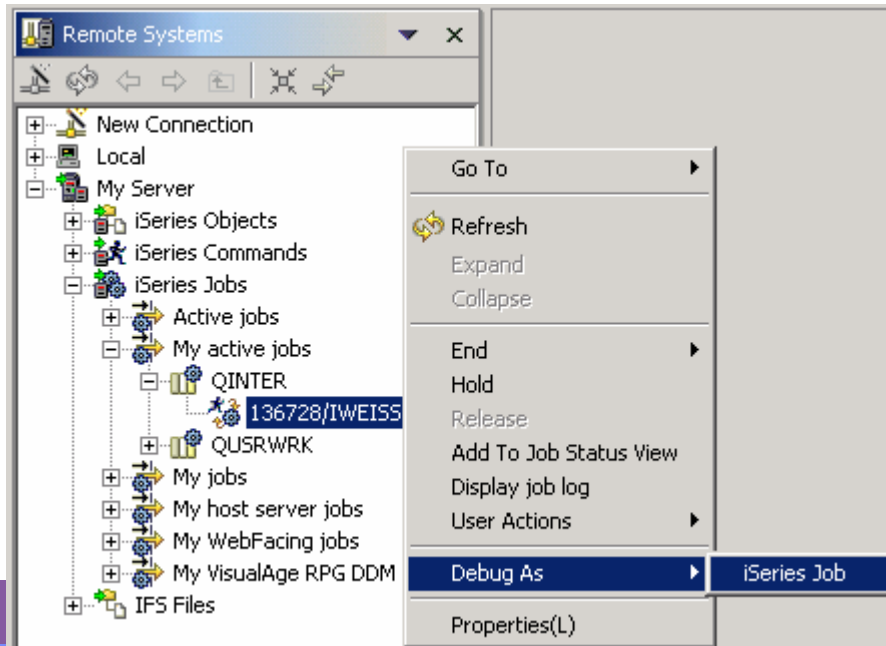 Remote Systems
New Connection
Local
My Server
iSeries Objects
iSeries Commands
iSeries Jobs
Active jobs
My active jobs
QINTER
136728/IWEISS
QUSRWRK
My jobs
My host server jobs
My WebFacing jobs
My VisualAge RPG DDM
IFS Files
Go To
Refresh
Expand
Collapse
End
Hold
Release
Add To Job Status View
Display job log
User Actions
Debug As
iSeries Job
Properties(L)